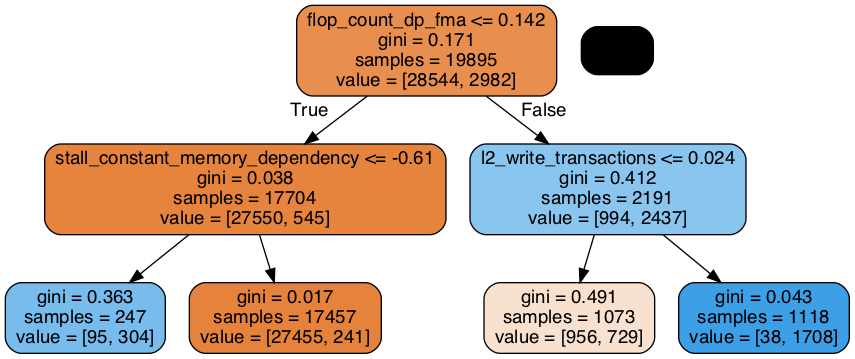 flop_count_dp_fma <= 0.142
gini = 0.171
samples = 19895
value = [28544, 2982]
True
False
stall_constant_memory_dependency <= -0.61
gini = 0.038
samples = 17704
value = [27550, 545]
l2_write_transactions <= 0.024
gini = 0.412
samples = 2191
value = [994, 2437]
gini = 0.363
samples = 247
value = [95, 304]
gini = 0.017
samples = 17457
value = [27455, 241]
gini = 0.491
samples = 1073
value = [956, 729]
gini = 0.043
samples = 1118
value = [38, 1708]